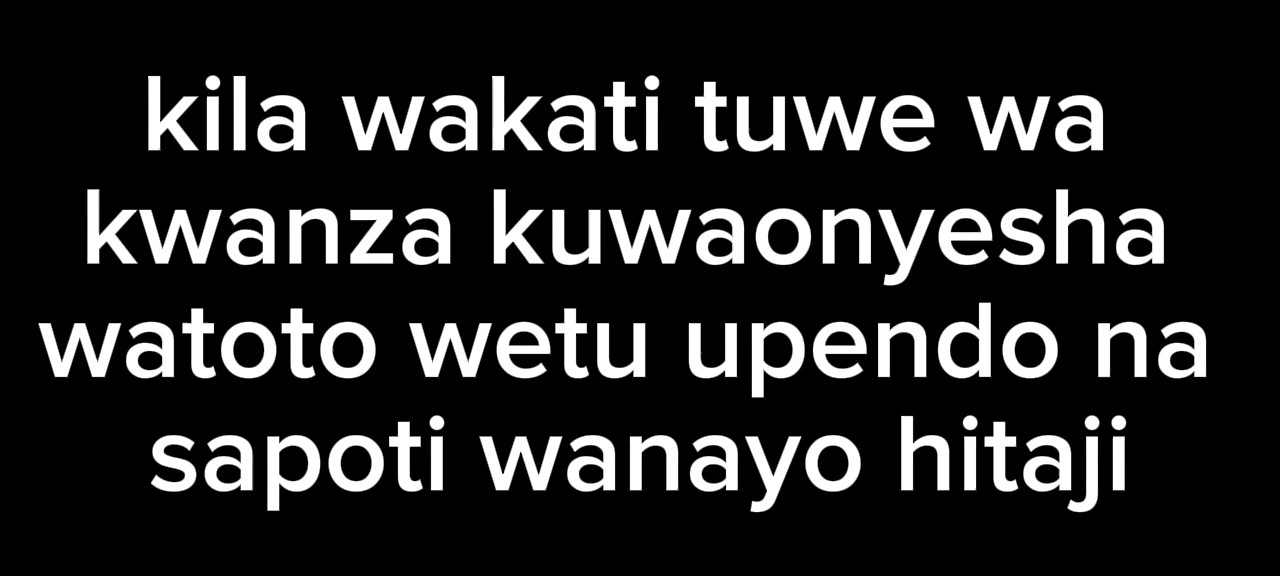 kila wakati tuwe wa
kwanza kuwaonyesha
watoto wetu upendo na
sapoti wanayo hitaji